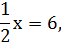 1/2 x = 6,